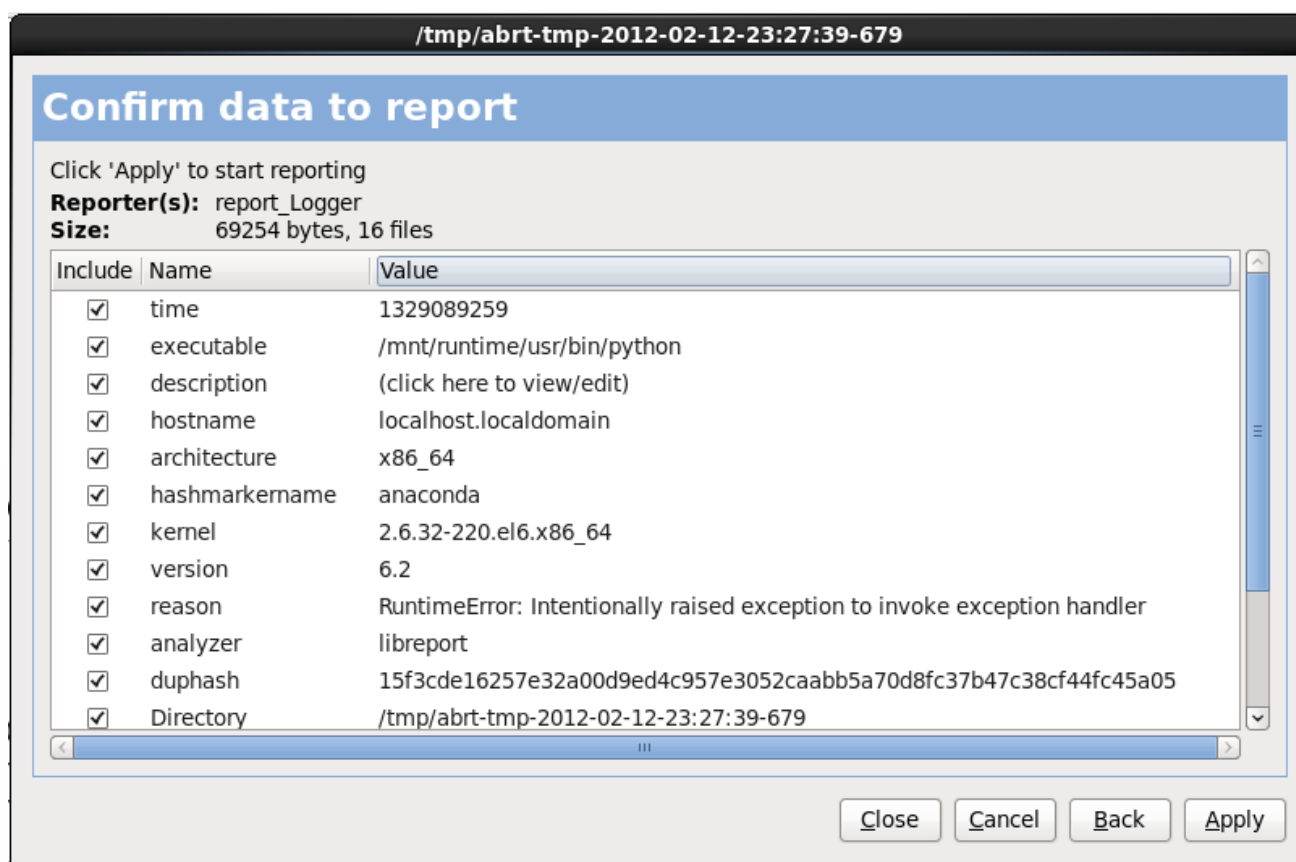 /tmp/abrt-tmp-2012-02-12-23:27:39-679
Confirm data to report
Click 'Apply' to start reporting
Reporter(s): report_Logger
Size: 69254 bytes, 16 files
Include Name Value
time 1329089259
executable /mnt/runtime/usr/bin/python
description (click here to view/edit)
hostname localhost.localdomain
architecture x86_64
hashmarkername anaconda
kernel 2.6.32-220.el6.x86_64
version 6.2
reason RuntimeError: Intentionally raised exception to invoke exception handler
analyzer libreport
duphash 15f3cde16257e32a00d9ed4c957e3052caabb5a70d8fc37b47c38cf44fc45a05
Directory /tmp/abrt-tmp-2012-02-12-23:27:39-679
Close Cancel Back Apply